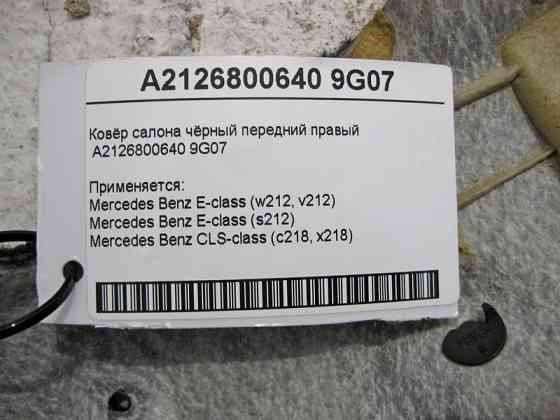 A2126800640 9G07
Ковёр салона чёрный передний правый
A2126800640 9G07
Применяется:
Mercedes Benz E-class (w212, v212)
Mercedes Benz E-class (s212)
Mercedes Benz CLS-class (c218, x218)